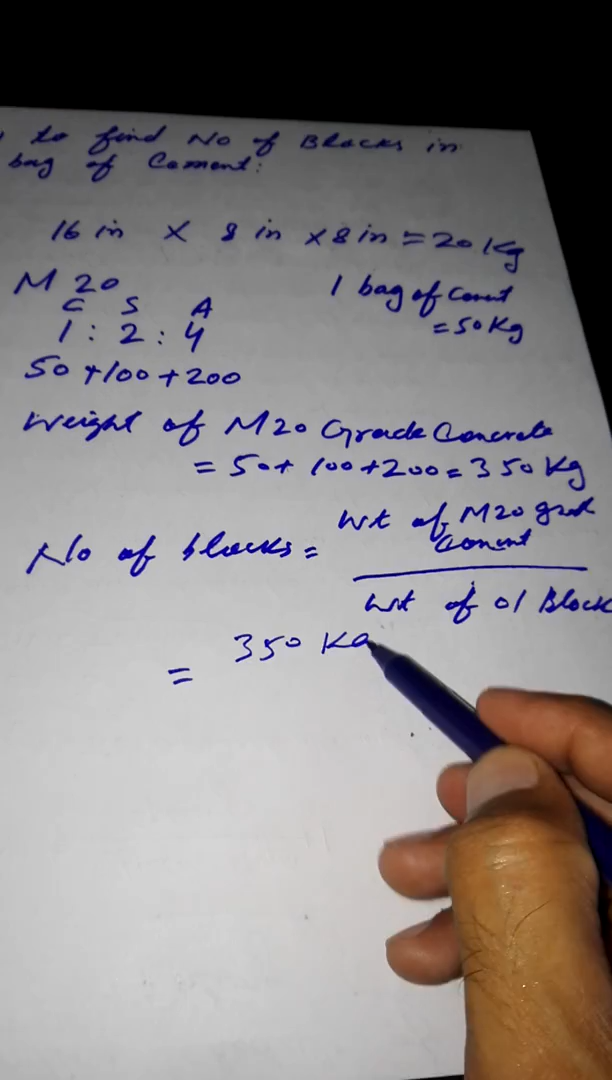 to find No of Blocks in
bag of Cement:
16 in X 8 in X 8 in = 20 Kg
M 20
C S A
1 : 2 : 4
1 bag of Cement
= 50 Kg
50 + 100 + 200
Weight of M20 Grade Concrete
= 50 + 100 + 200 = 350 Kg
No of blocks =
Wt of M20 grade
Cement
Wt of 01 Block
= 350 Kg